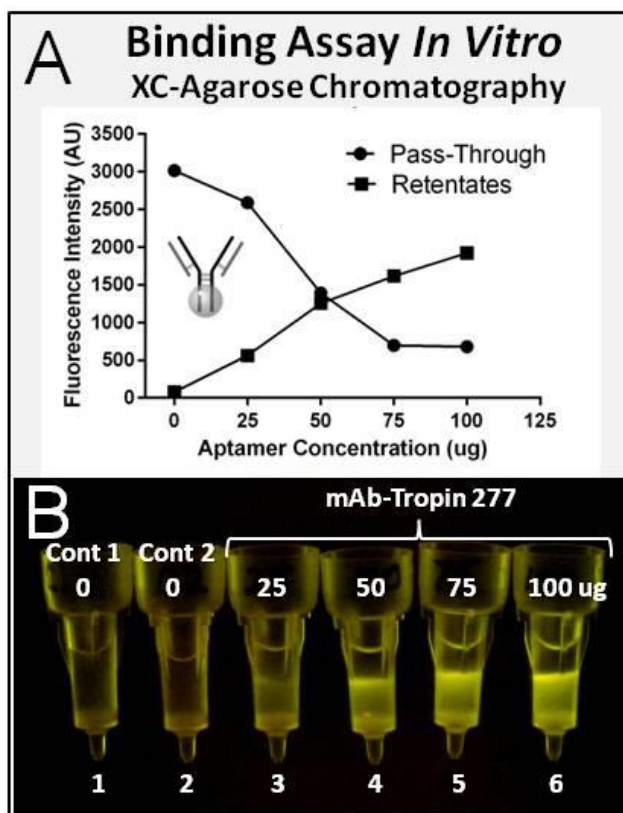 A
Binding Assay In Vitro
XC-Agarose Chromatography
Fluorescence Intensity (AU)
3500
3000
2500
2000
1500
1000
500
0
Pass-Through
Retentates
0 25 50 75 100 125
Aptamer Concentration (ug)
B
mAb-Tropin 277
Cont 1 Cont 2
0 0 25 50 75 100 ug
1 2 3 4 5 6